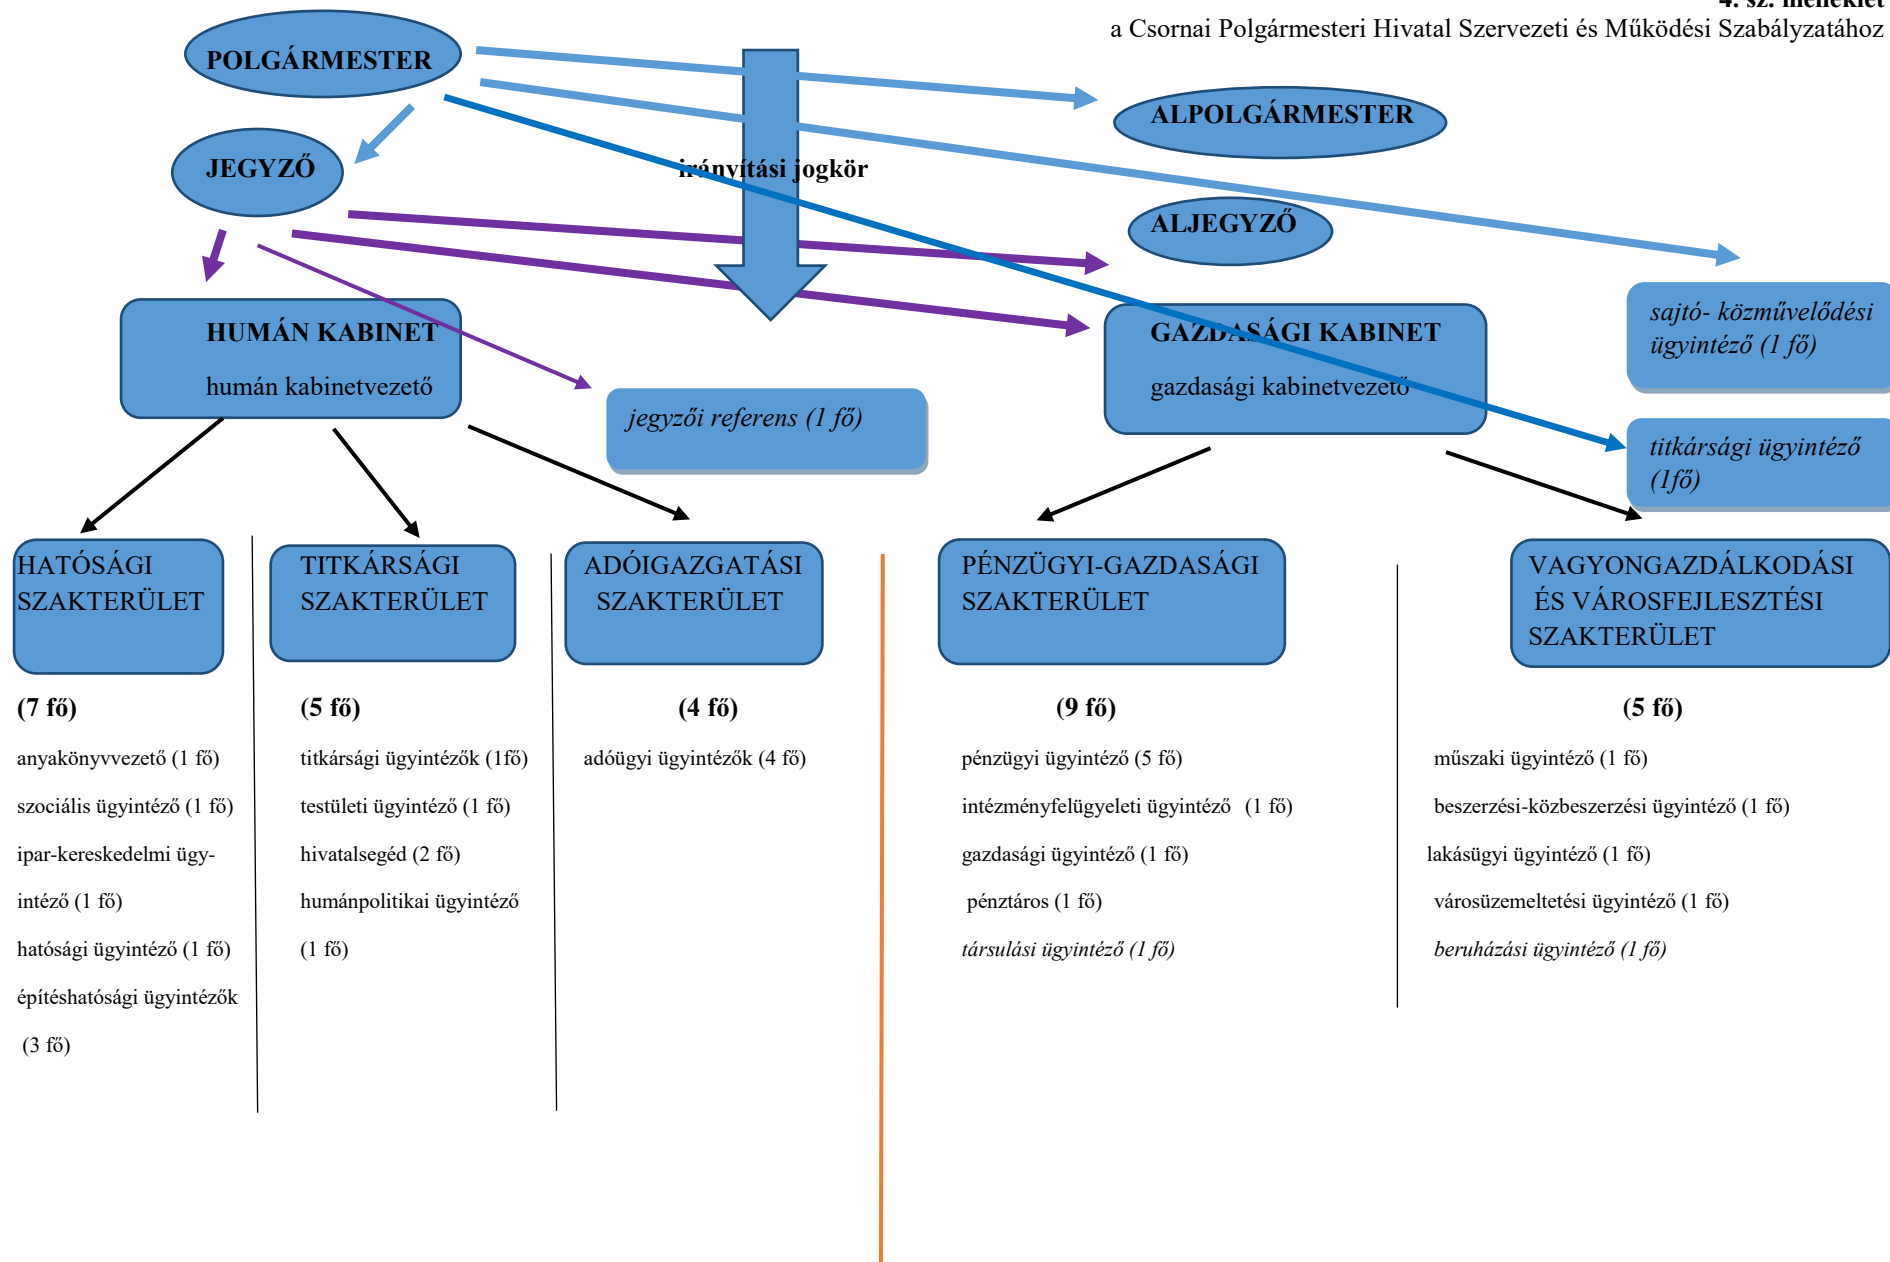 4. sz. melléklet
a Csornai Polgármesteri Hivatal Szervezeti és Működési Szabályzatához
POLGÁRMESTER
ALPOLGÁRMESTER
JEGYZŐ
irányítási jogkör
ALJEGYZŐ
HUMÁN KABINET
humán kabinetvezető
jegyzői referens (1 fő)
GAZDASÁGI KABINET
gazdasági kabinetvezető
sajtó- közművelődési
ügyintéző (1 fő)
titkársági ügyintéző
(1fő)
HATÓSÁGI
SZAKTERÜLET
(7 fő)
anyakönyvvezető (1 fő)
szociális ügyintéző (1 fő)
ipar-kereskedelmi ügy-
intéző (1 fő)
hatósági ügyintéző (1 fő)
építéshatósági ügyintézők
(3 fő)
TITKÁRSÁGI
SZAKTERÜLET
(5 fő)
titkársági ügyintézők (1fő)
testületi ügyintéző (1 fő)
hivatalsegéd (2 fő)
humánpolitikai ügyintéző
(1 fő)
ADÓIGAZGATÁSI
SZAKTERÜLET
(4 fő)
adóügyi ügyintézők (4 fő)
PÉNZÜGYI-GAZDASÁGI
SZAKTERÜLET
(9 fő)
pénzügyi ügyintéző (5 fő)
intézményfelügyeleti ügyintéző (1 fő)
gazdasági ügyintéző (1 fő)
pénztáros (1 fő)
társulási ügyintéző (1 fő)
VAGYONGAZDÁLKODÁSI
ÉS VÁROSFEJLESZTÉSI
SZAKTERÜLET
(5 fő)
műszaki ügyintéző (1 fő)
beszerzési-közbeszerzési ügyintéző (1 fő)
lakásügyi ügyintéző (1 fő)
városüzemeltetési ügyintéző (1 fő)
beruházási ügyintéző (1 fő)